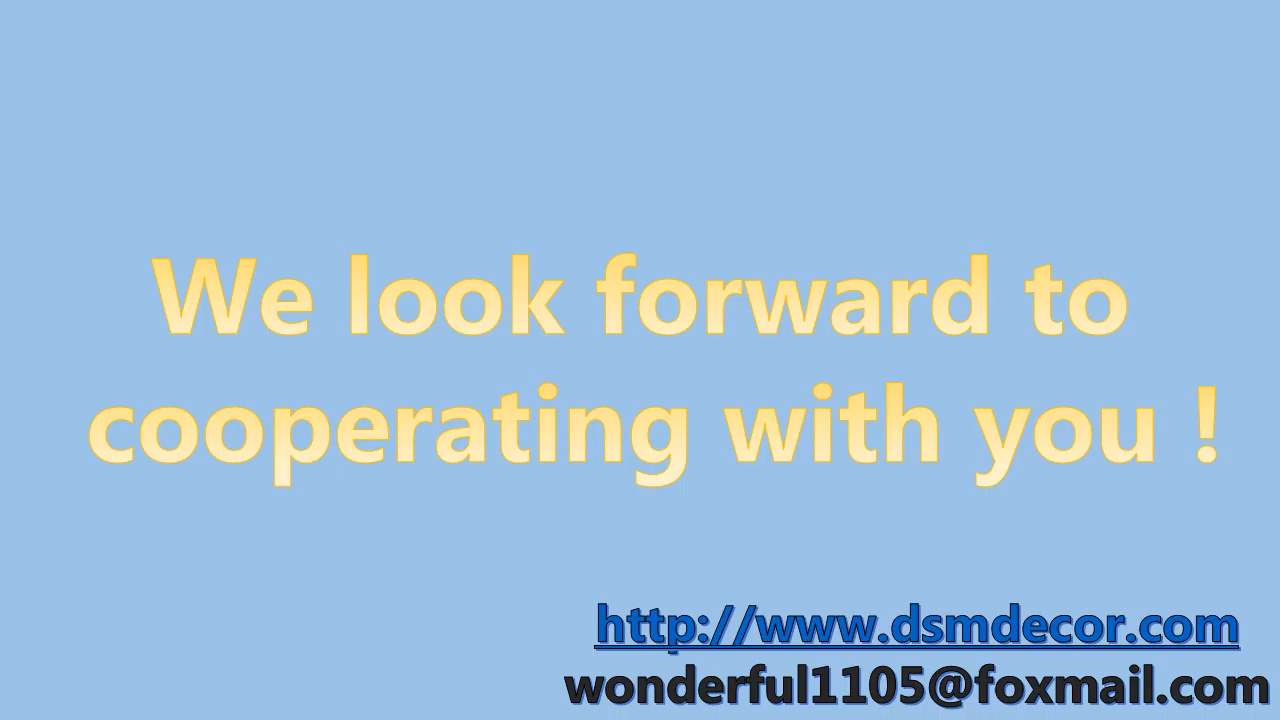 We look forward to
cooperating with you !
http://www.dsmdecor.com
wonderful1105@foxmail.com